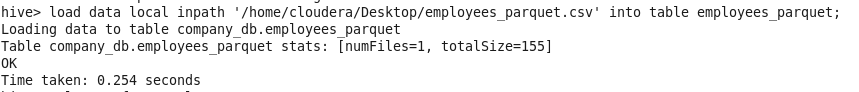 hive> load data local inpath '/home/cloudera/Desktop/employees_parquet.csv' into table employees_parquet;
Loading data to table company_db.employees_parquet
Table company_db.employees_parquet stats: [numFiles=1, totalSize=155]
OK
Time taken: 0.254 seconds